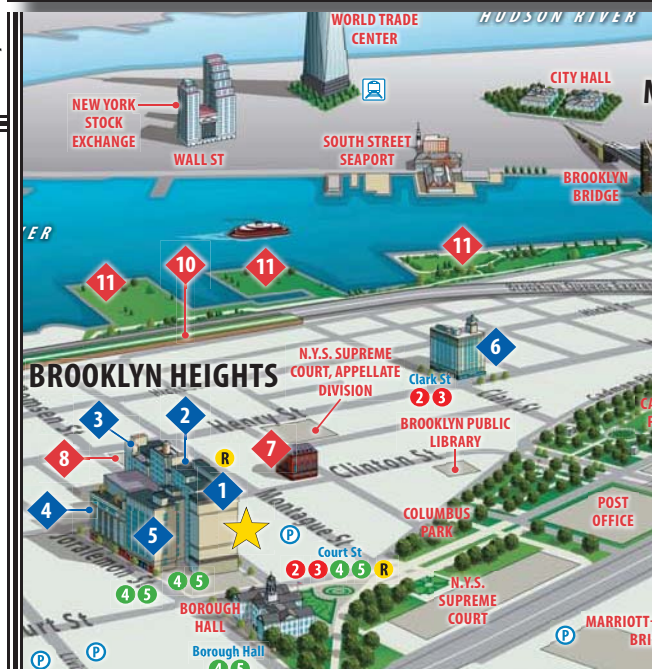 HUDSON RIVER
WORLD TRADE
CENTER
CITY HALL
NEW YORK
STOCK
EXCHANGE
WALL ST
SOUTH STREET
SEAPORT
BROOKLYN
BRIDGE
11
10
11
11
6
BROOKLYN HEIGHTS
N.Y.S. SUPREME
COURT, APPELLATE
DIVISION
Clark St
2 3
Clark St
Henry St
3
2
BROOKLYN PUBLIC
LIBRARY
8
R
7
Clinton St
1
4
5
Montague St
COLUMBUS
PARK
POST
OFFICE
P
Court St
2 3 4 5 R
4 5
4 5
N.Y.S.
SUPREME
COURT
BOROUGH
HALL
P
P
P
Borough Hall
4 5